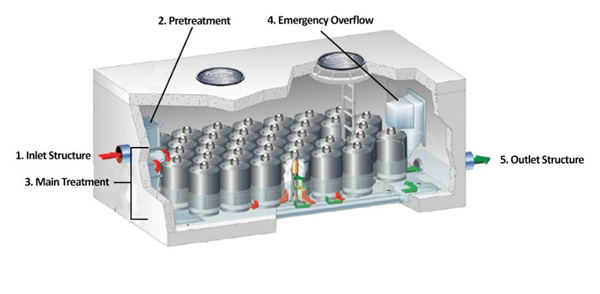 2. Pretreatment
4. Emergency Overflow
1. Inlet Structure
3. Main Treatment
5. Outlet Structure